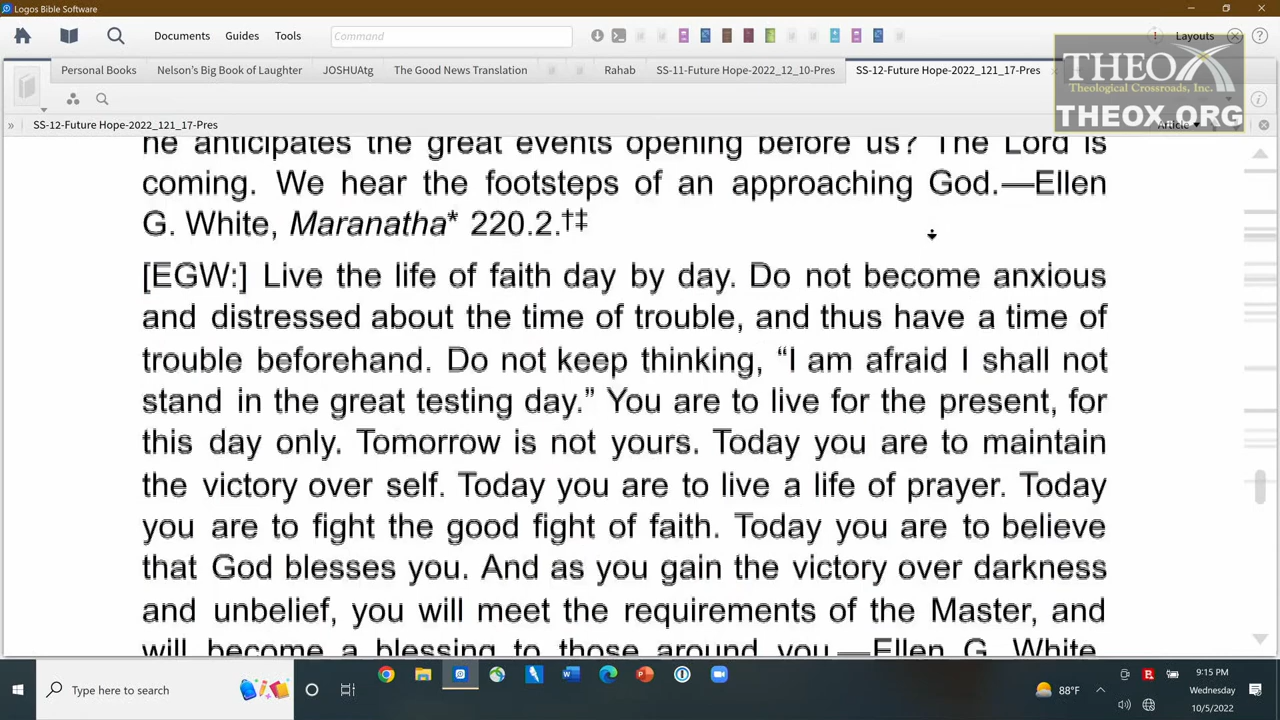 Logos Bible Software
Documents Guides Tools Command Layouts
Personal Books Nelson's Big Book of Laughter JOSHUAtg The Good News Translation Rahab SS-11-Future Hope-2022_12_10-Pres SS-12-Future Hope-2022_121_17-Pres
THEOX
Theological Crossroads, Inc.
THEOX.ORG
» SS-12-Future Hope-2022_121_17-Pres Article
he anticipates the great events opening before us? The Lord is
coming. We hear the footsteps of an approaching God.—Ellen
G. White, Maranatha* 220.2.†‡
[EGW:] Live the life of faith day by day. Do not become anxious
and distressed about the time of trouble, and thus have a time of
trouble beforehand. Do not keep thinking, “I am afraid I shall not
stand in the great testing day.” You are to live for the present, for
this day only. Tomorrow is not yours. Today you are to maintain
the victory over self. Today you are to live a life of prayer. Today
you are to fight the good fight of faith. Today you are to believe
that God blesses you. And as you gain the victory over darkness
and unbelief, you will meet the requirements of the Master, and
will become a blessing to those around you.—Ellen G. White,
Type here to search
88°F
9:15 PM
Wednesday
10/5/2022